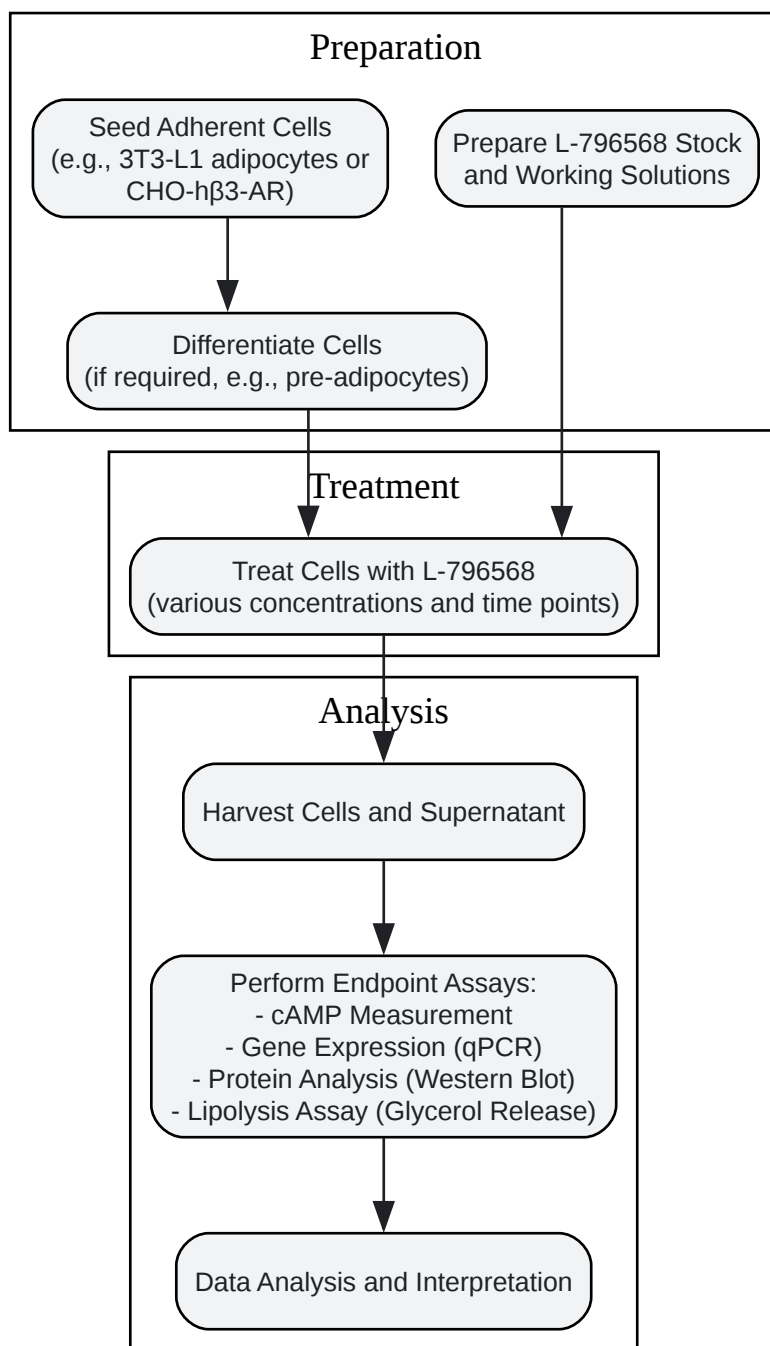 Preparation
Seed Adherent Cells
(e.g., 3T3-L1 adipocytes or
CHO-hβ3-AR)
Prepare L-796568 Stock
and Working Solutions
Differentiate Cells
(if required, e.g., pre-adipocytes)
Treatment
Treat Cells with L-796568
(various concentrations and time points)
Analysis
Harvest Cells and Supernatant
Perform Endpoint Assays:
- cAMP Measurement
- Gene Expression (qPCR)
- Protein Analysis (Western Blot)
- Lipolysis Assay (Glycerol Release)
Data Analysis and Interpretation